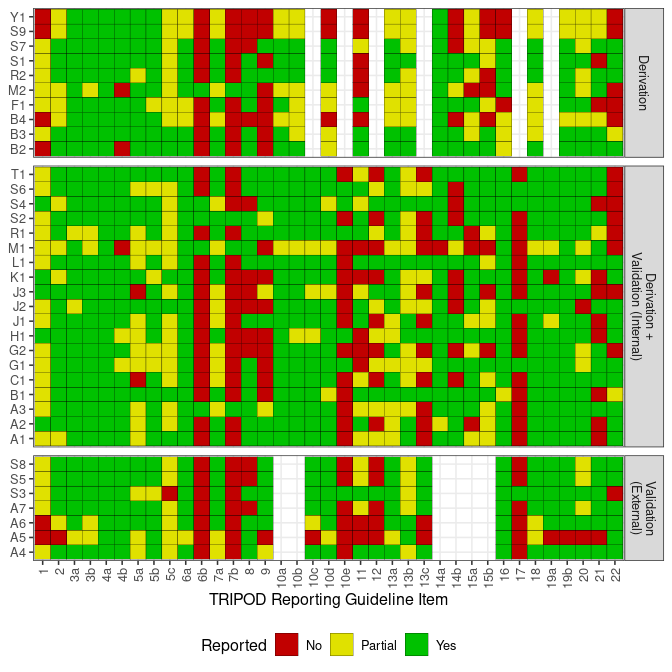 Y1
S9
S7
S1
R2
M2
F1
B4
B3
B2
Derivation
T1
S6
S4
S2
R1
M1
L1
K1
J3
J2
J1
H1
G2
G1
C1
B1
A3
A2
A1
Derivation +
Validation (Internal)
S8
S5
S3
A7
A6
A5
A4
Validation
(External)
1 2 3a 3b 4a 4b 5a 5b 5c 6a 6b 7a 7b 8 9 10a 10b 10c 10d 10e 11 12 13a 13b 13c 14a 14b 15a 15b 16 17 18 19a 19b 20 21 22
TRIPOD Reporting Guideline Item
Reported No Partial Yes